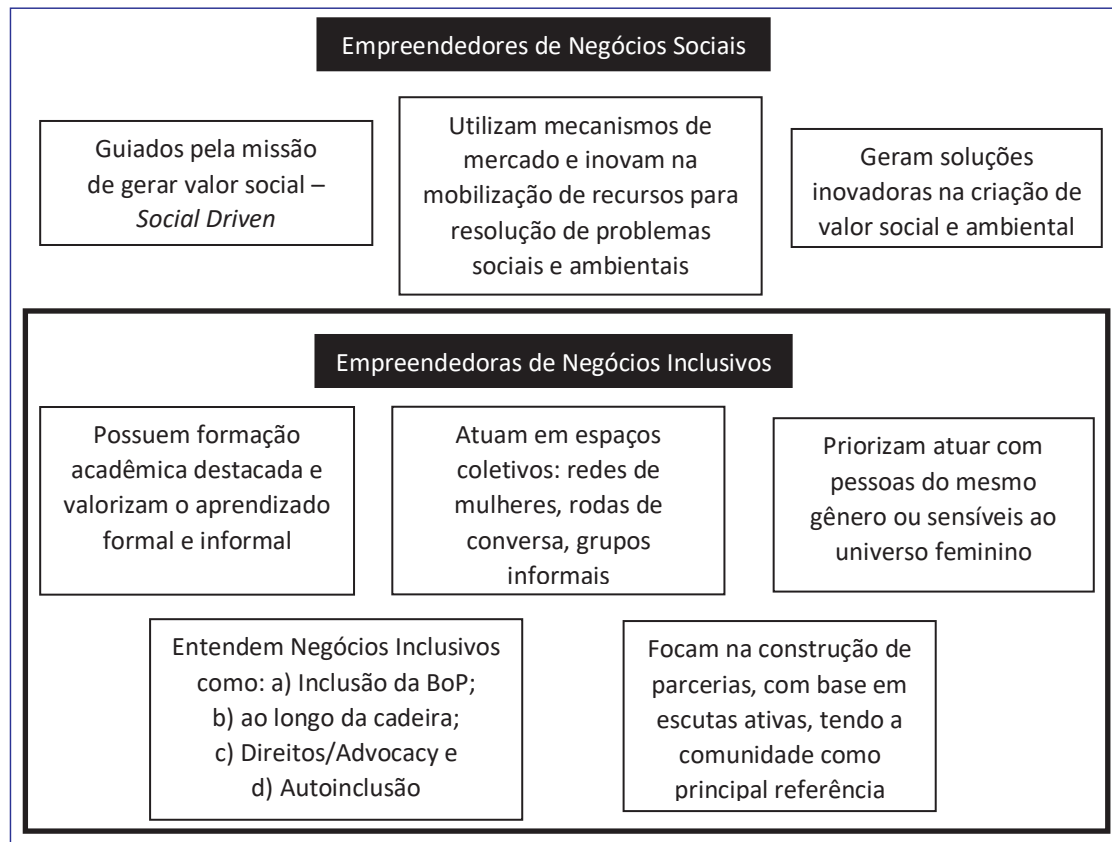 Empreendedores de Negócios Sociais
Guiados pela missão
de gerar valor social –
Social Driven
Utilizam mecanismos de
mercado e inovam na
mobilização de recursos para
resolução de problemas
sociais e ambientais
Geram soluções
inovadoras na criação de
valor social e ambiental
Empreendedoras de Negócios Inclusivos
Possuem formação
acadêmica destacada e
valorizam o aprendizado
formal e informal
Atuam em espaços
coletivos: redes de
mulheres, rodas de
conversa, grupos
informais
Priorizam atuar com
pessoas do mesmo
gênero ou sensíveis ao
universo feminino
Entendem Negócios Inclusivos
como: a) Inclusão da BoP;
b) ao longo da cadeira;
c) Direitos/Advocacy e
d) Autoinclusão
Focam na construção de
parcerias, com base em
escutas ativas, tendo a
comunidade como
principal referência